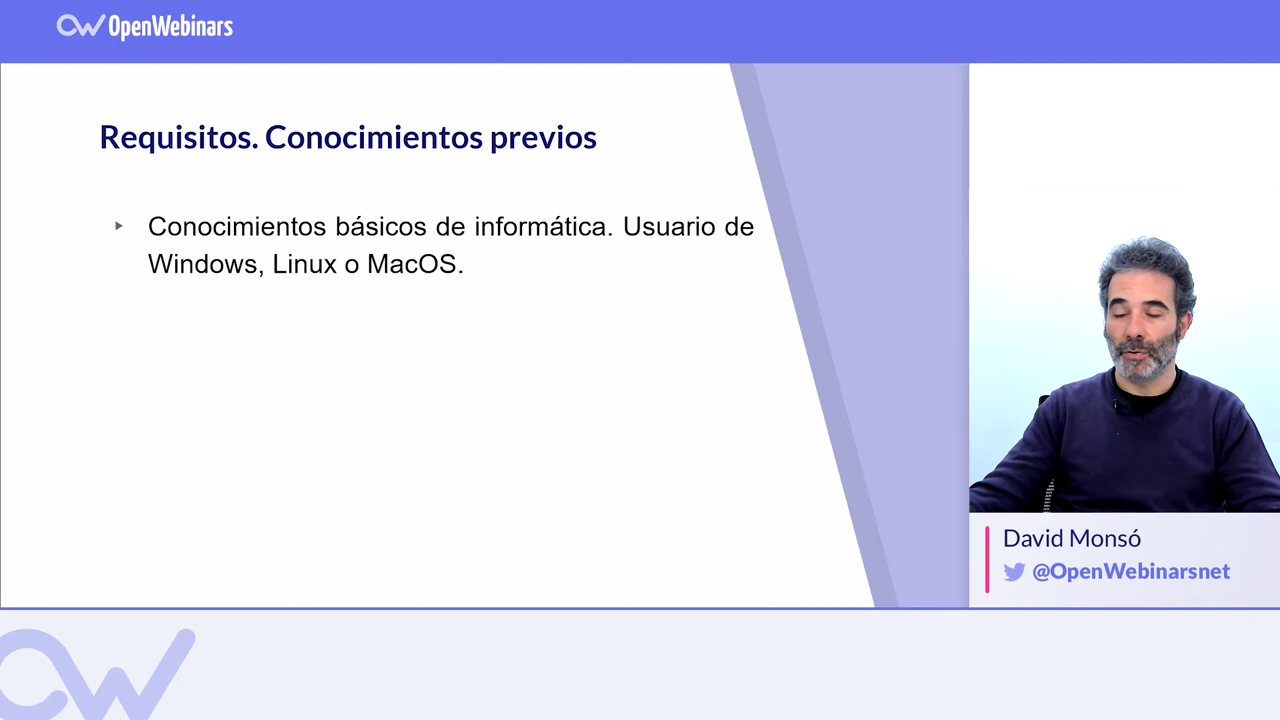 OpenWebinars
Requisitos. Conocimientos previos
Conocimientos básicos de informática. Usuario de
Windows, Linux o MacOS.
David Monsó
@OpenWebinarsnet